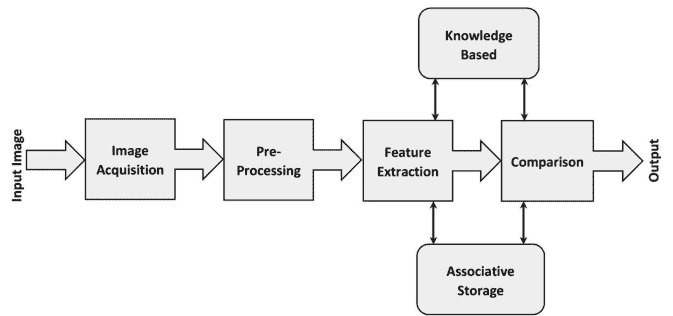 Knowledge
Based
Input Image
Image
Acquisition
Pre-
Processing
Feature
Extraction
Comparison
Output
Associative
Storage